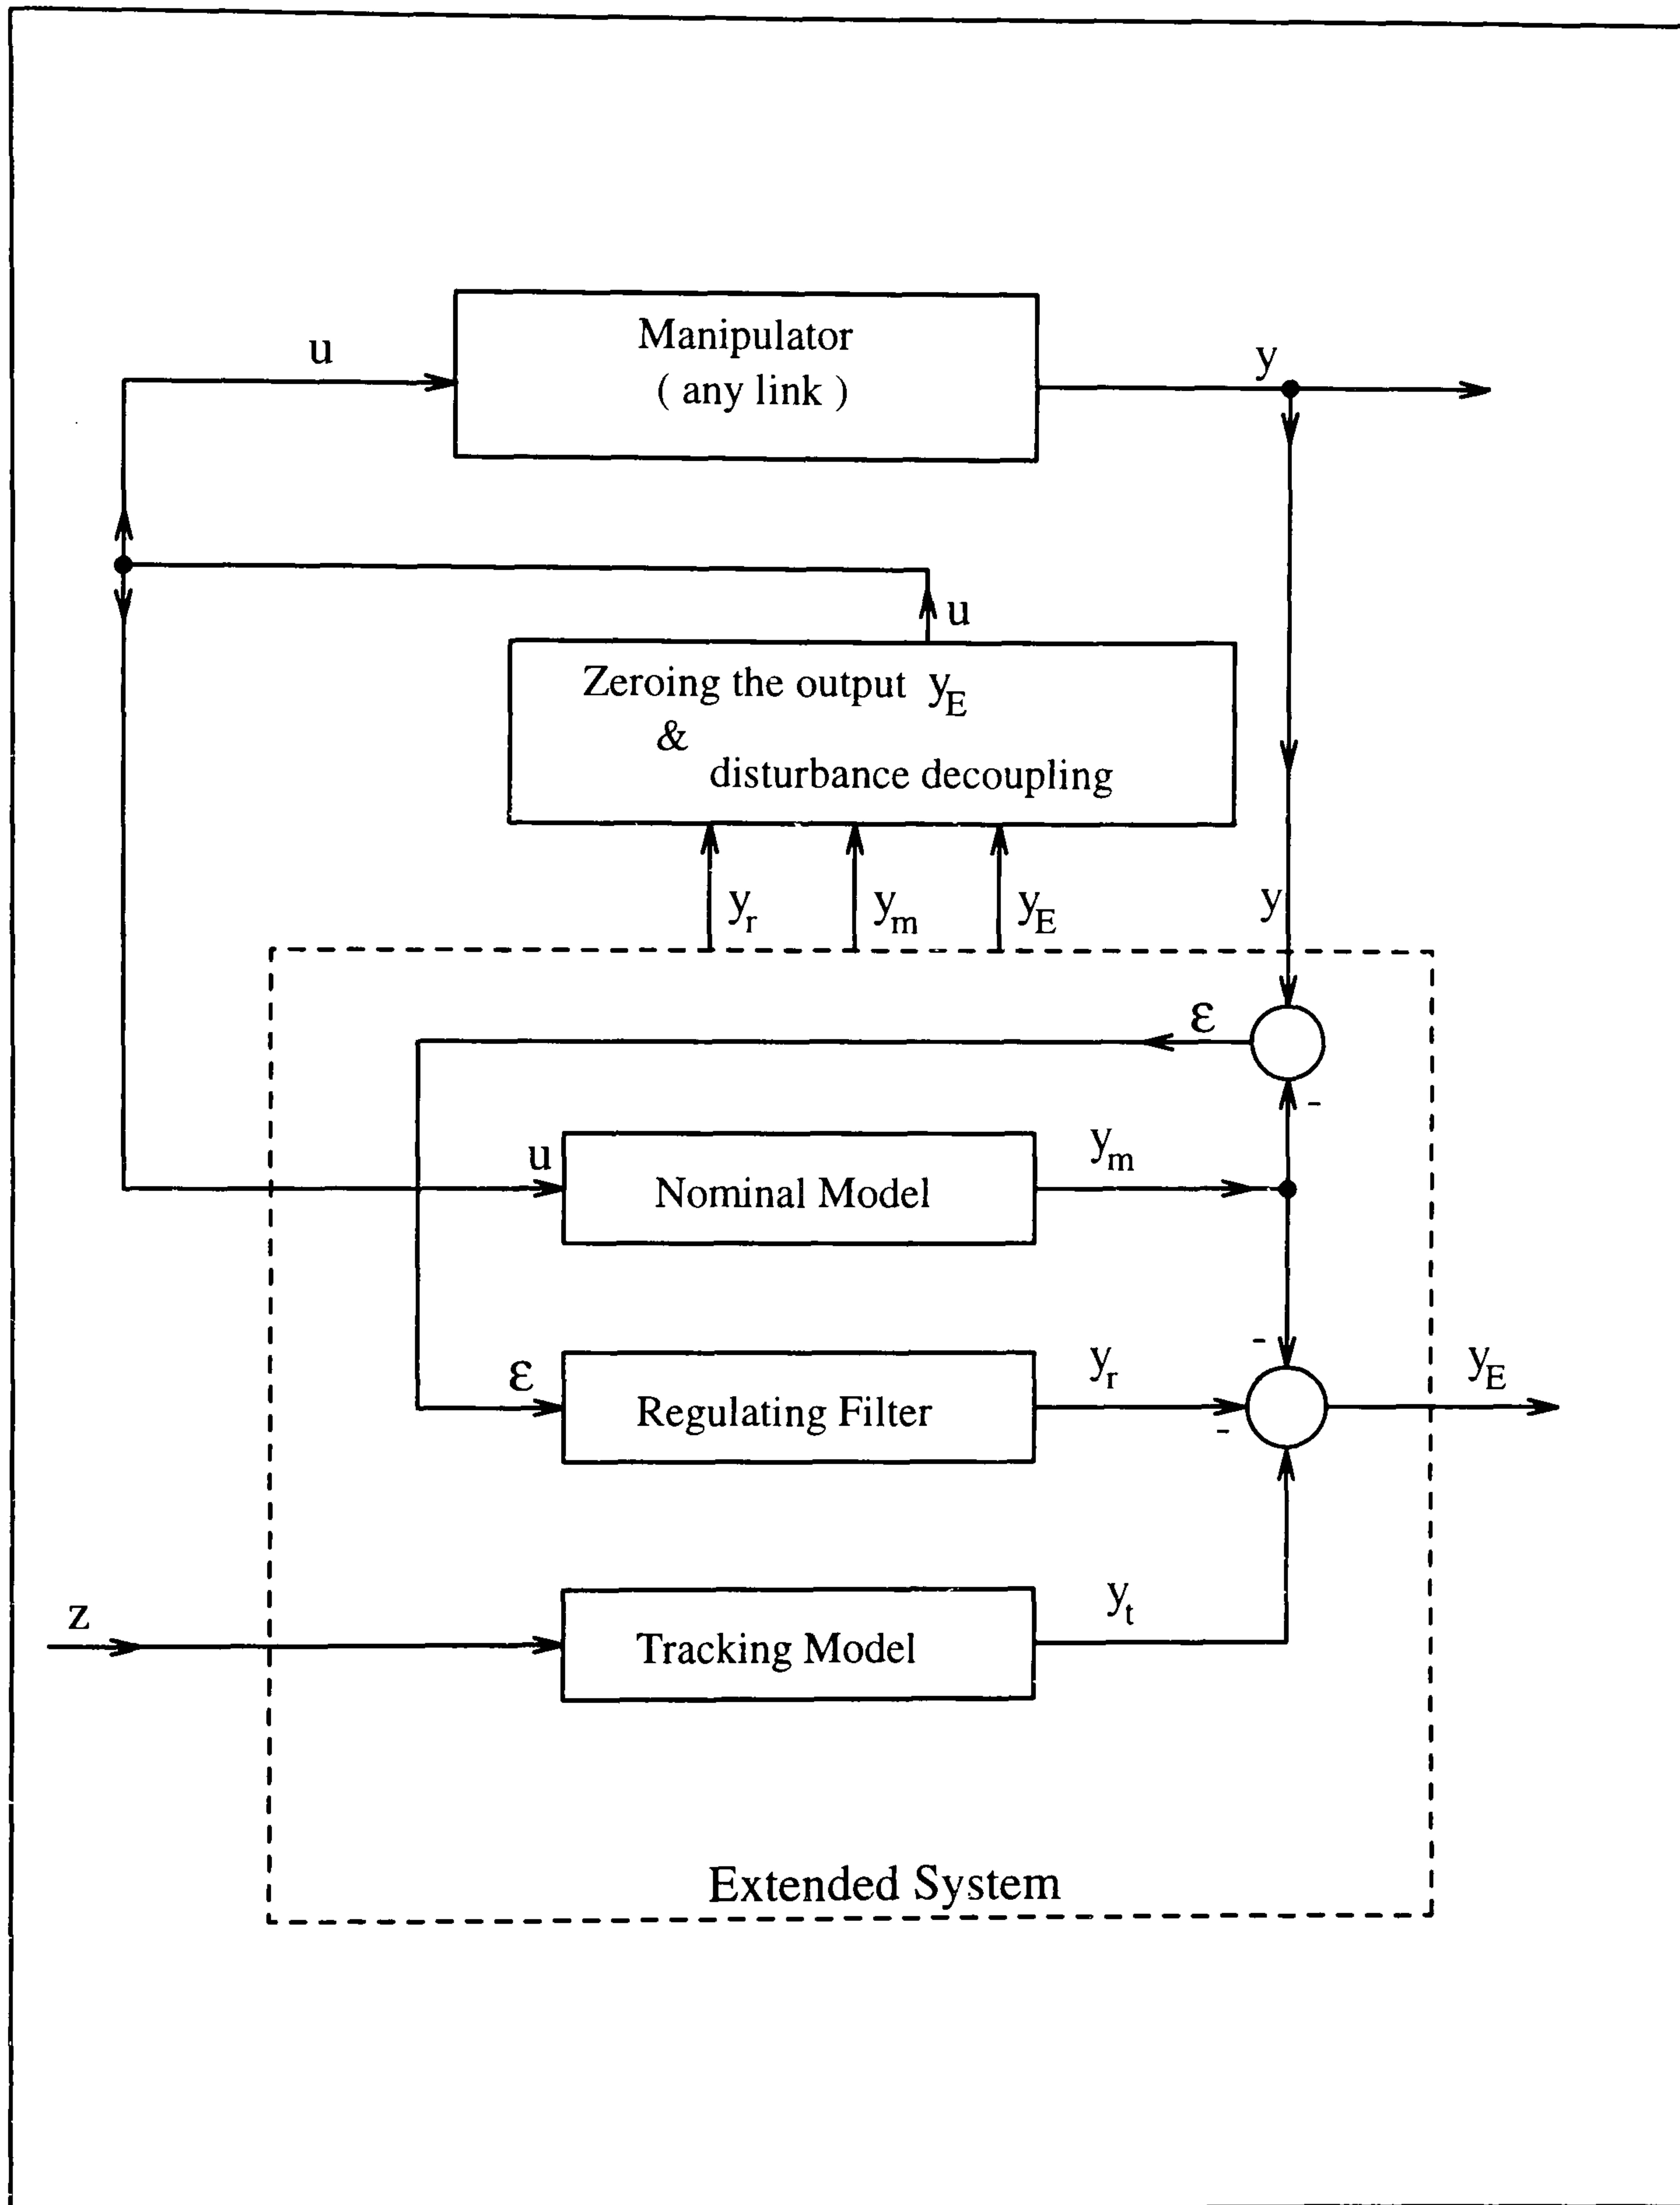 u
Manipulator
( any link )
y
u
Zeroing the output y_E
&
disturbance decoupling
y_r
y_m
y_E
y
ε
-
u
Nominal Model
y_m
-
ε
Regulating Filter
y_r
-
y_E
z
Tracking Model
y_t
Extended System